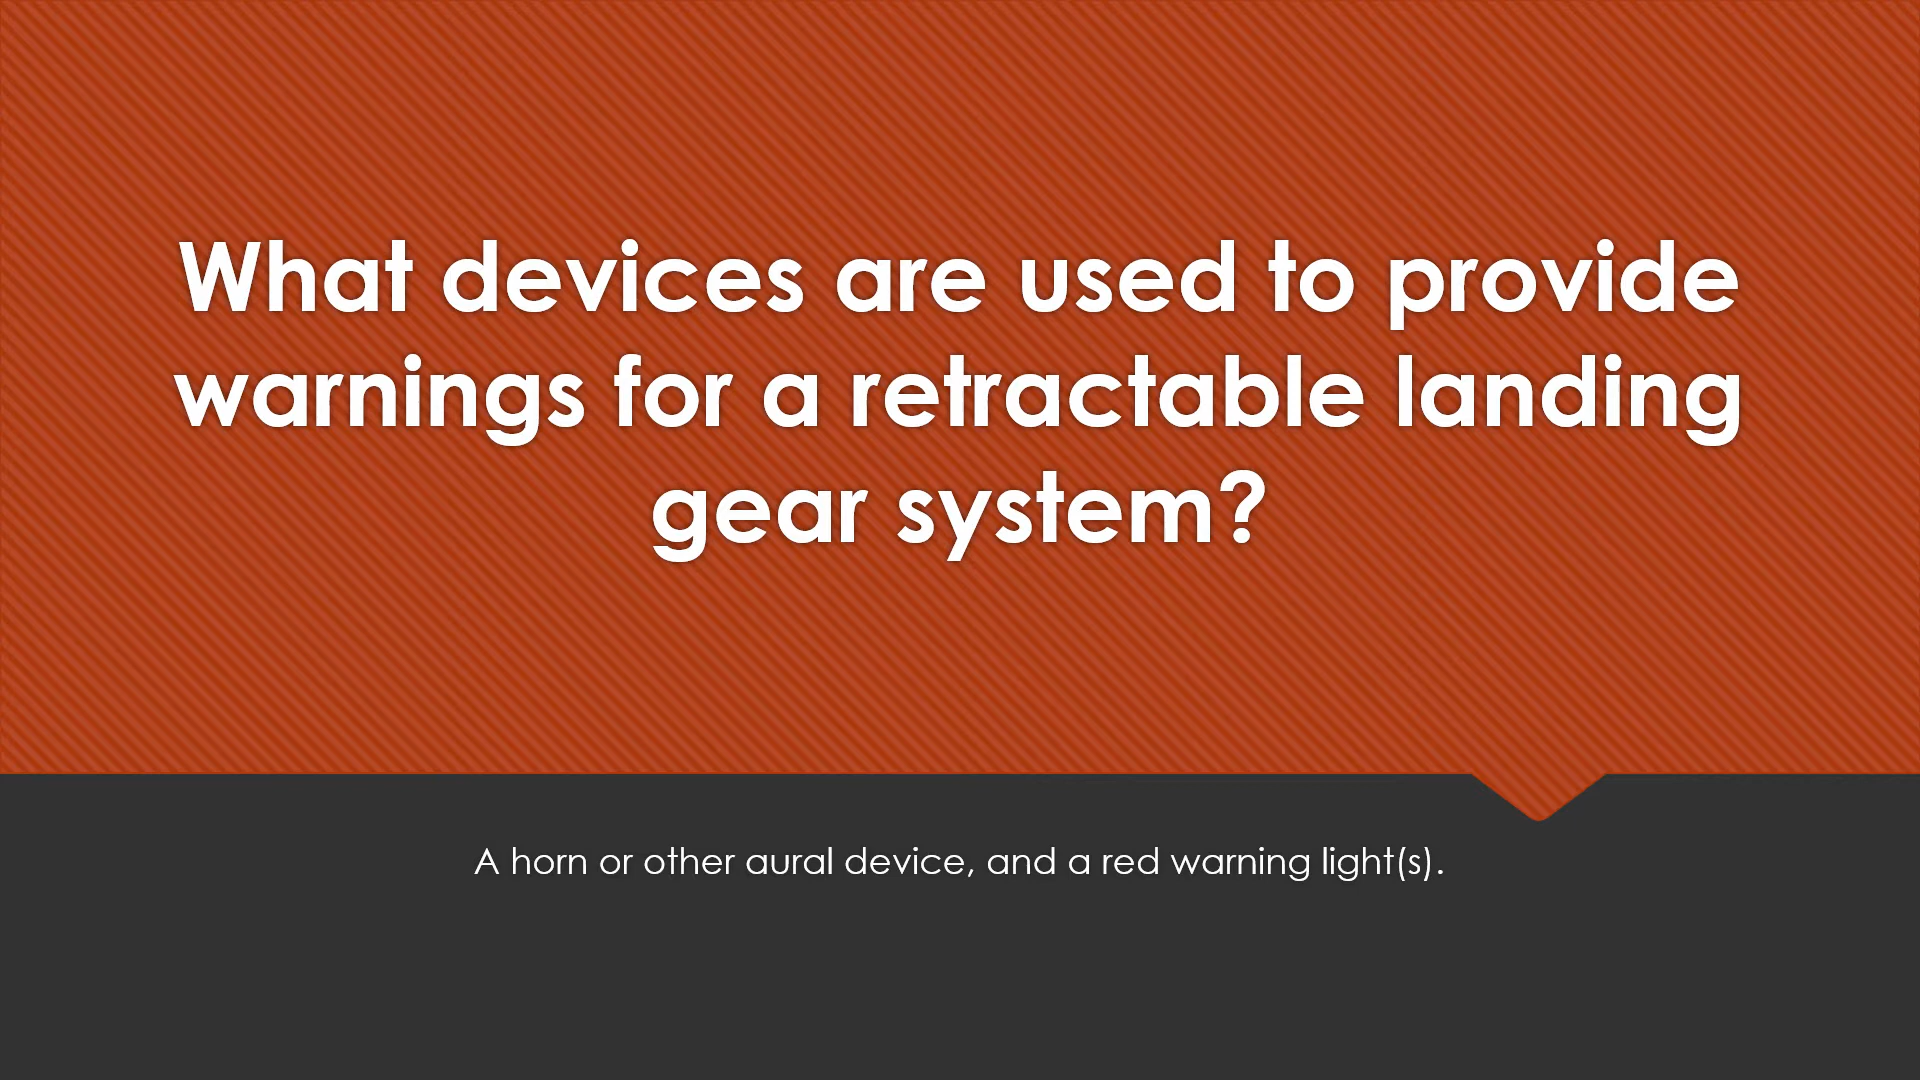 What devices are used to provide
warnings for a retractable landing
gear system?
A horn or other aural device, and a red warning light(s).